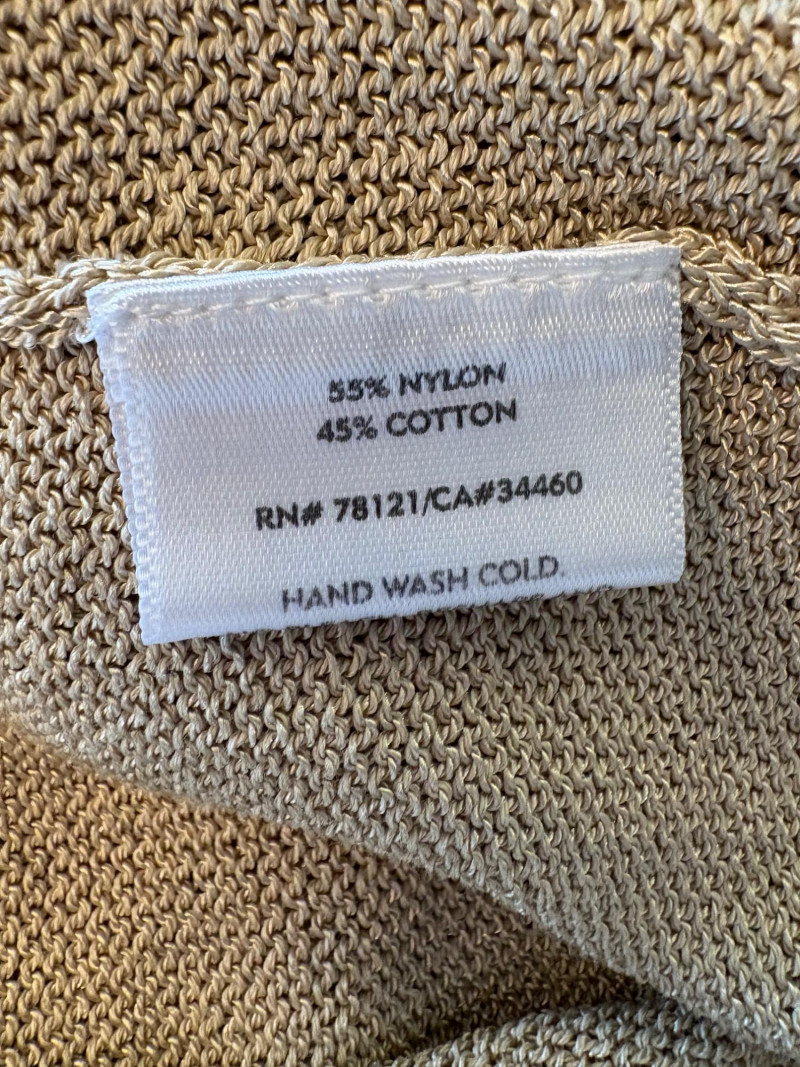 55% NYLON
45% COTTON
RN# 78121/CA#34460
HAND WASH COLD.